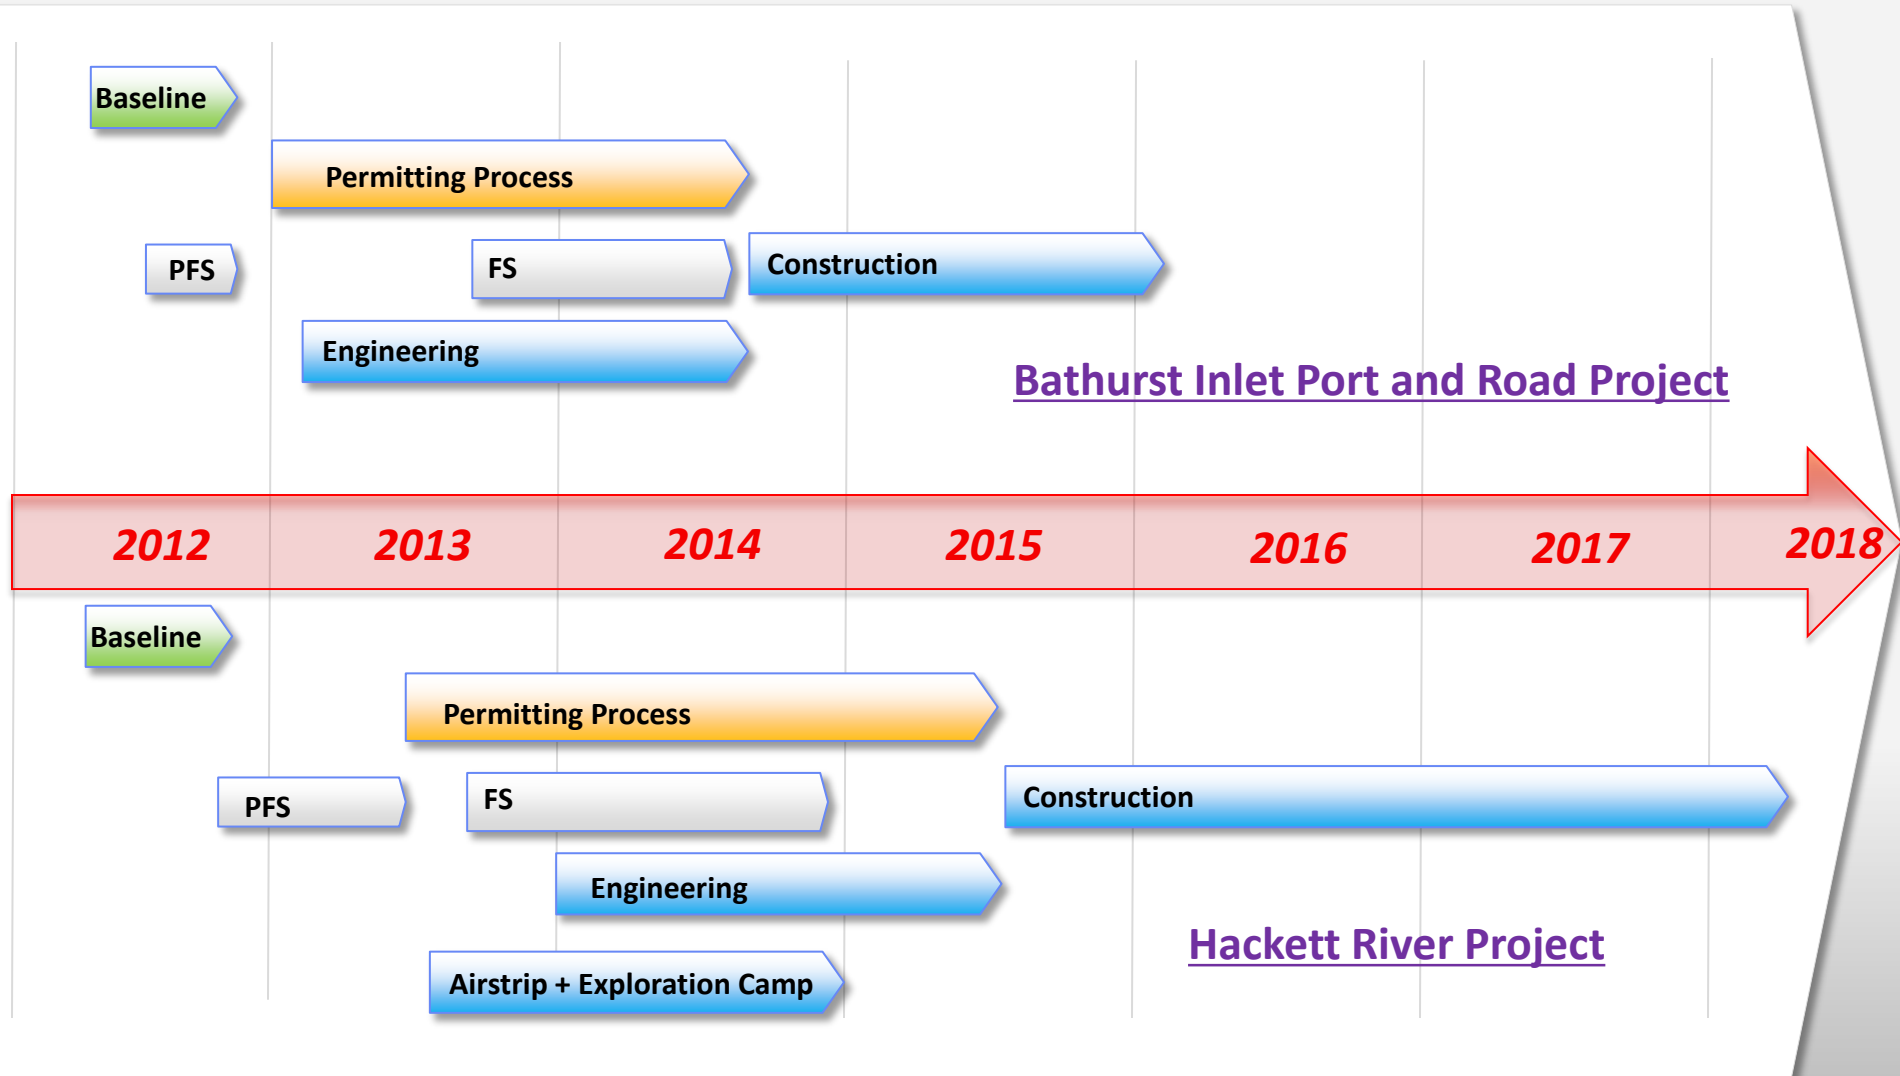 Baseline
Permitting Process
PFS
FS
Construction
Engineering
Bathurst Inlet Port and Road Project
2012
2013
2014
2015
2016
2017
2018
Baseline
Permitting Process
PFS
FS
Construction
Engineering
Hackett River Project
Airstrip + Exploration Camp